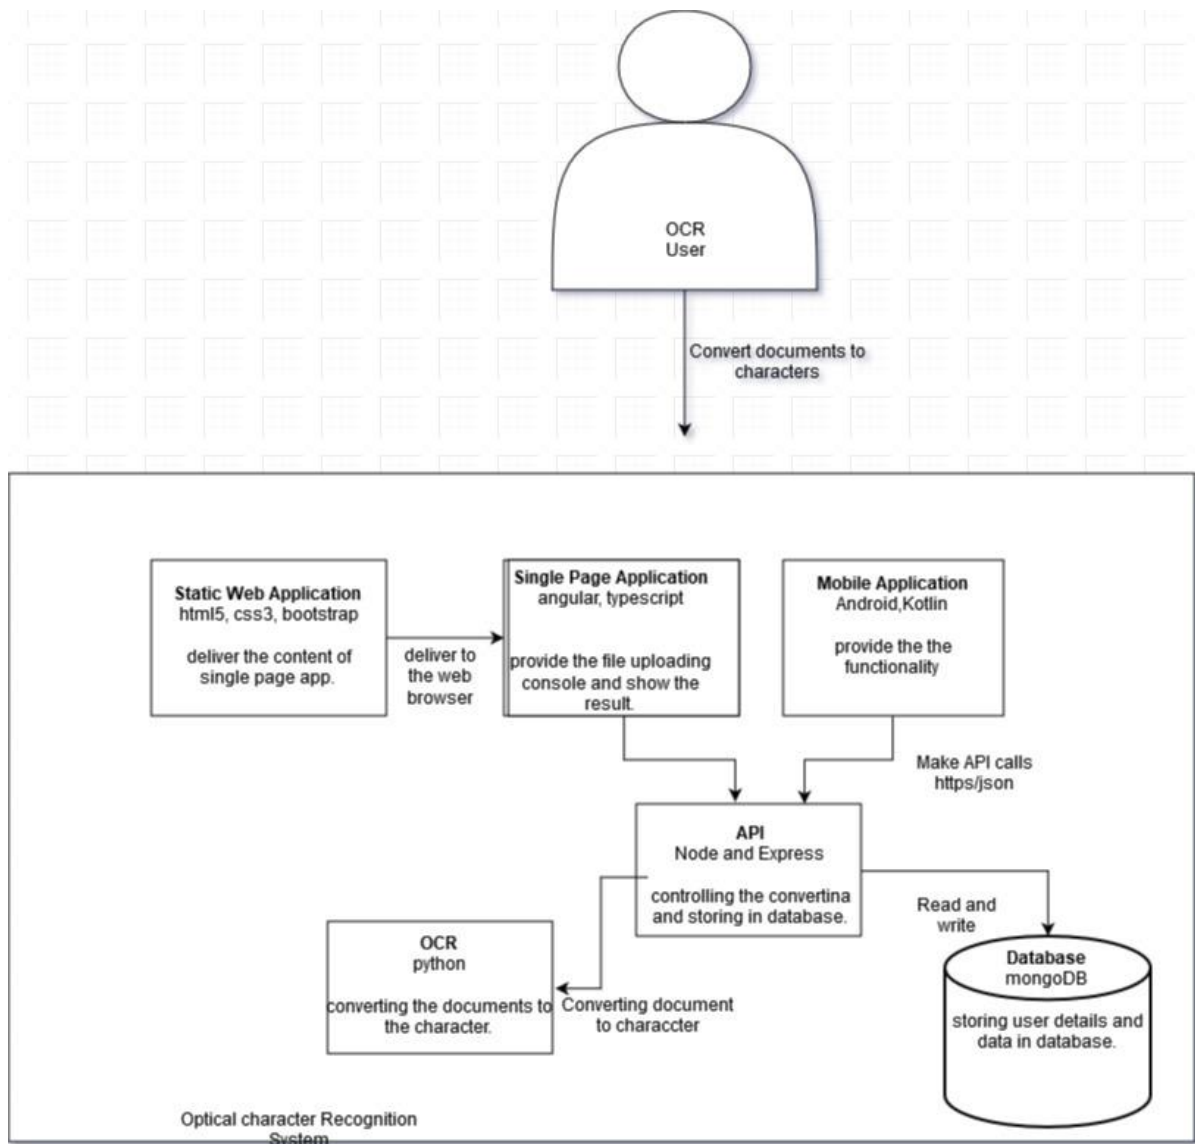 OCR
User
Convert documents to
characters
Static Web Application
html5, css3, bootstrap
deliver the content of
single page app.
deliver to
the web
browser
Single Page Application
angular, typescript
provide the file uploading
console and show the
result.
Mobile Application
Android,Kotlin
provide the the
functionality
Make API calls
https/json
API
Node and Express
controlling the convertina
and storing in database.
Read and
write
OCR
python
converting the documents to
the character.
Converting document
to characcter
Database
mongoDB
storing user details and
data in database.
Optical character Recognition
System